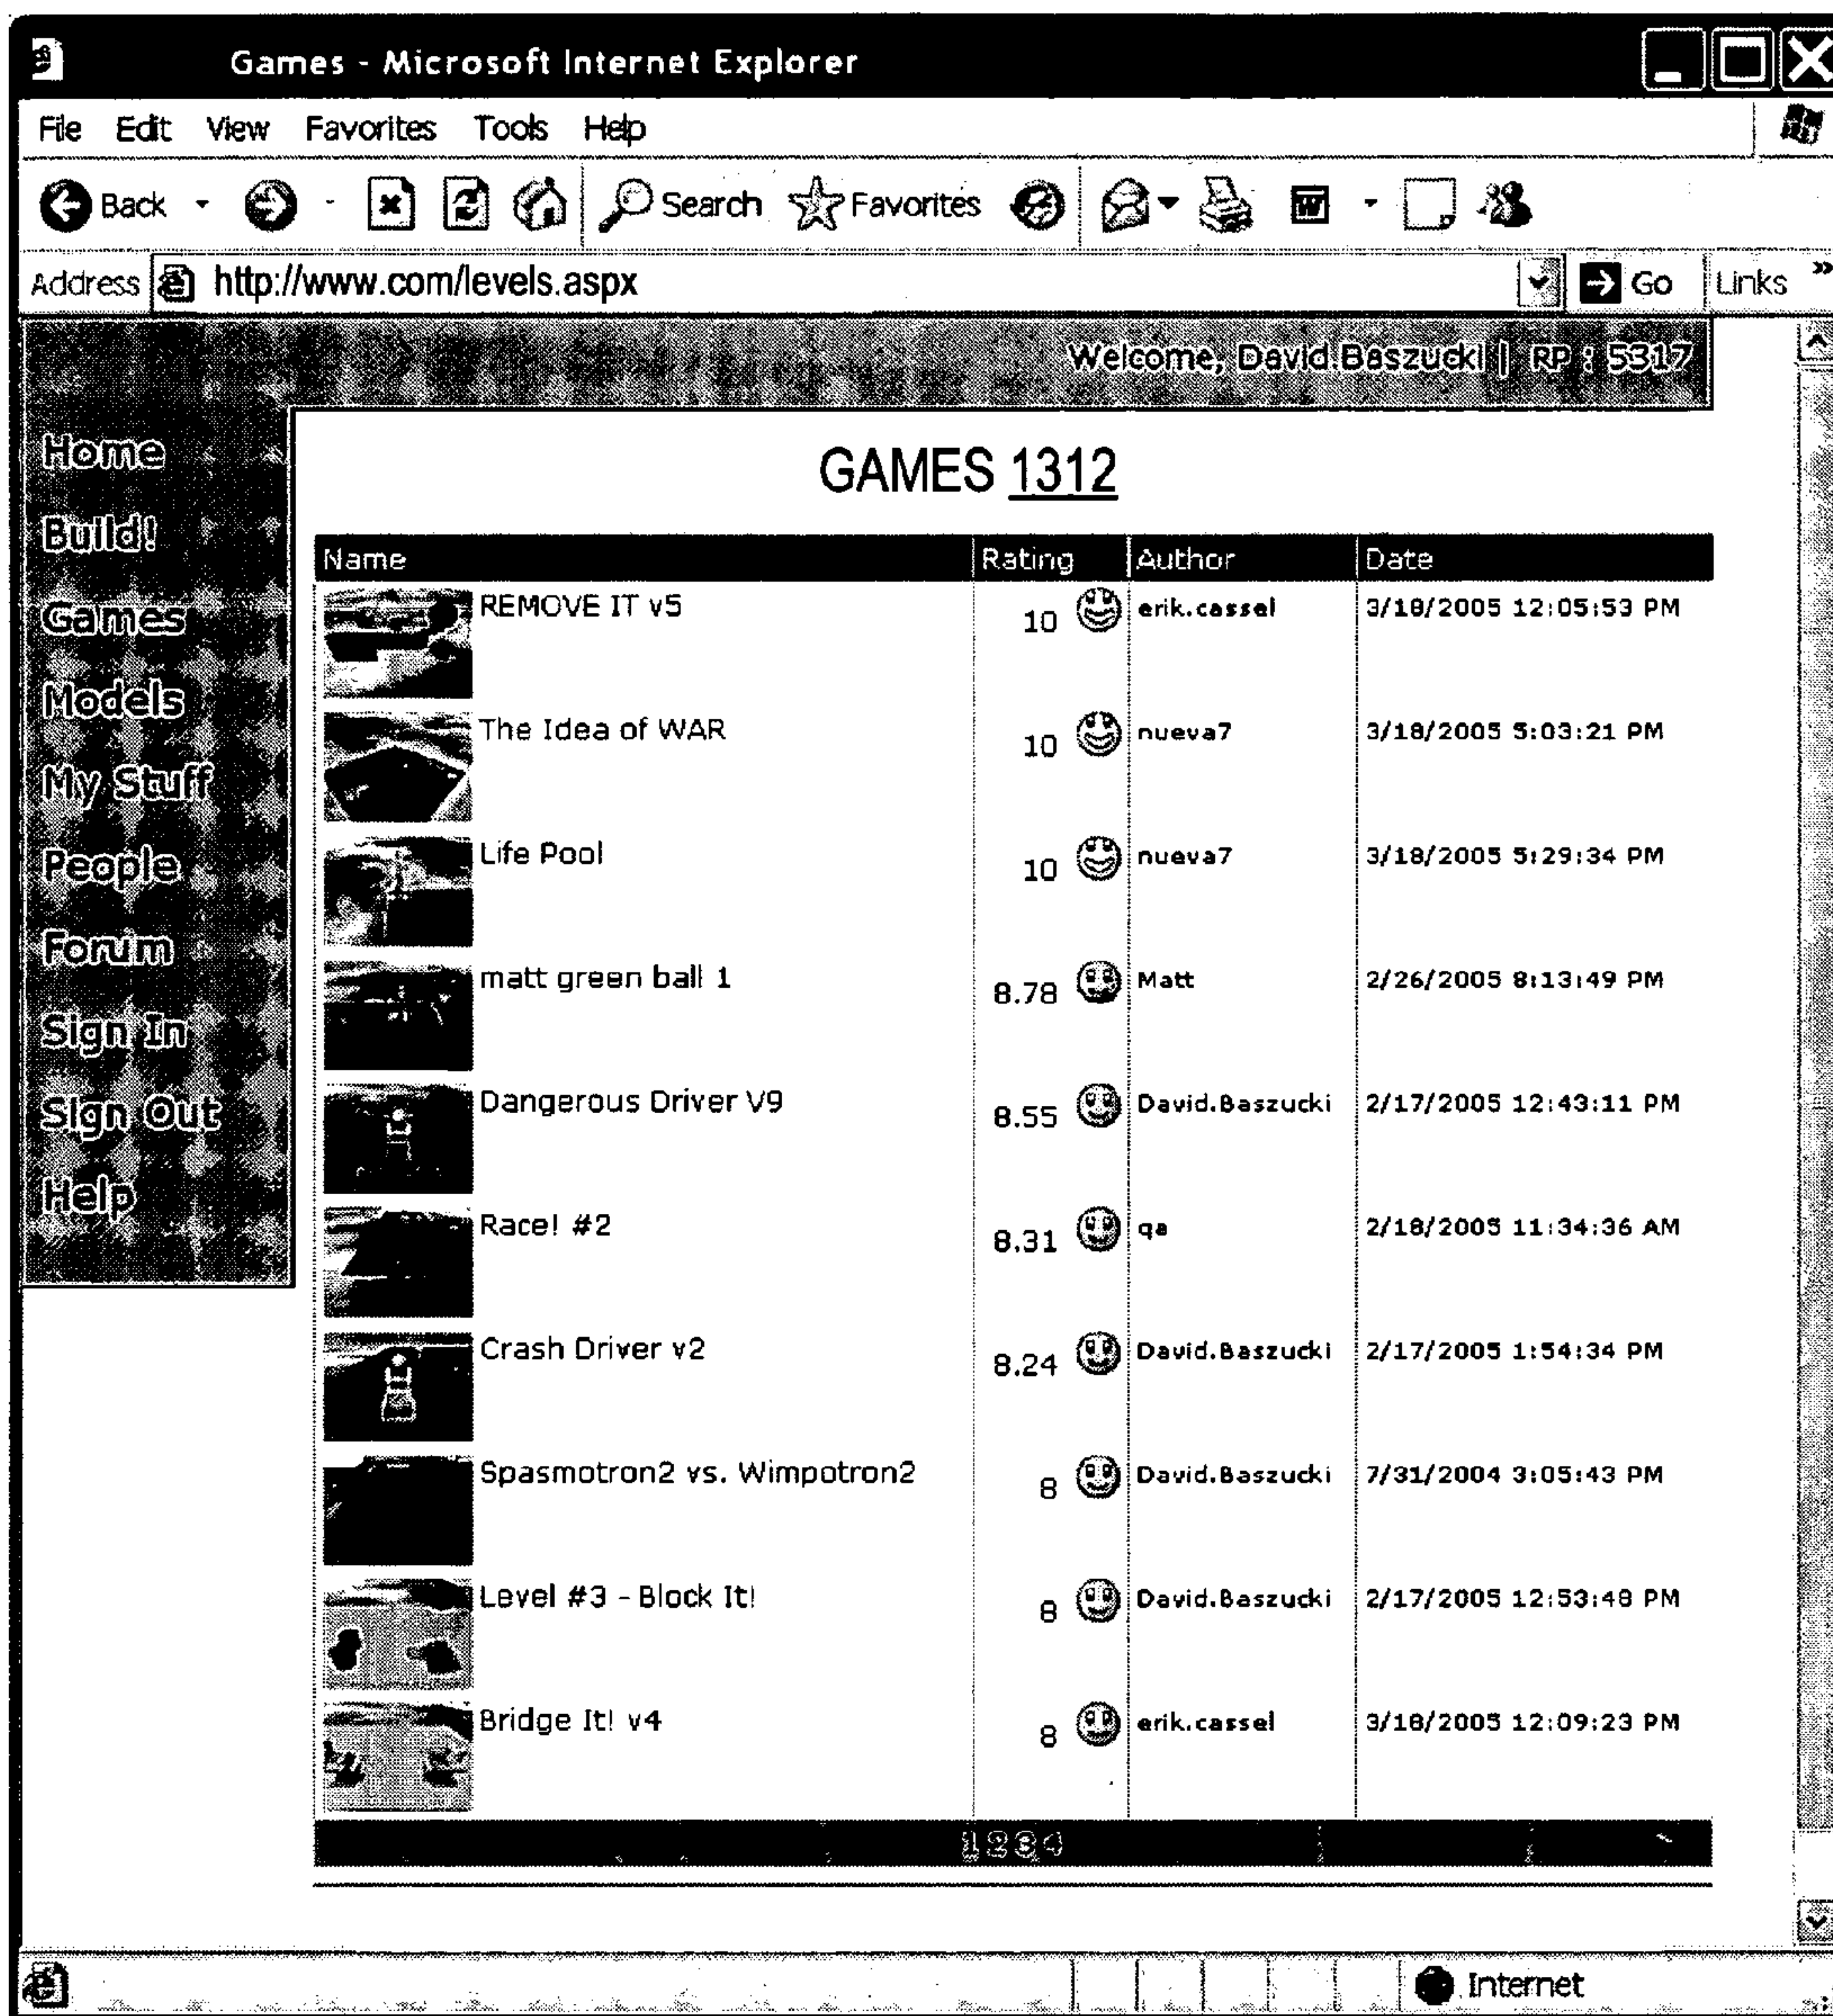 Games - Microsoft Internet Explorer
File Edit View Favorites Tools Help
Back Search Favorites W
Address http://www.com/levels.aspx Go Links »
Welcome, David.Baszucki | RP : 5317
Home
Build!
Games
Models
My Stuff
People
Forum
Sign In
Sign Out
Help
GAMES 1312
Name Rating Author Date
REMOVE IT v5 10 erik.cassel 3/18/2005 12:05:53 PM
The Idea of WAR 10 nueva7 3/18/2005 5:03:21 PM
Life Pool 10 nueva7 3/18/2005 5:29:34 PM
matt green ball 1 8.78 Matt 2/26/2005 8:13:49 PM
Dangerous Driver V9 8.55 David.Baszucki 2/17/2005 12:43:11 PM
Race! #2 8.31 qa 2/18/2005 11:34:36 AM
Crash Driver v2 8.24 David.Baszucki 2/17/2005 1:54:34 PM
Spasmotron2 vs. Wimpotron2 8 David.Baszucki 7/31/2004 3:05:43 PM
Level #3 - Block It! 8 David.Baszucki 2/17/2005 12:53:48 PM
Bridge It! v4 8 erik.cassel 3/18/2005 12:09:23 PM
1 2 3 4
Internet